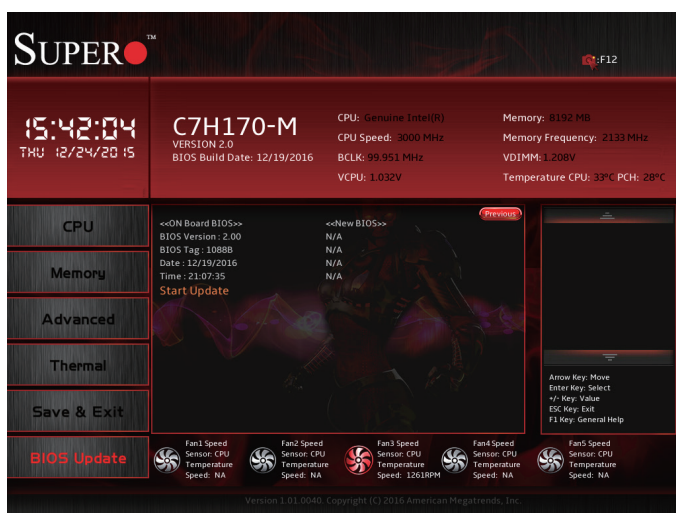 SUPER TM
:F12
15:42:04
THU 12/24/2015
C7H170-M
VERSION 2.0
BIOS Build Date: 12/19/2016
CPU: Genuine Intel(R)
CPU Speed: 3000 MHz
BCLK: 99.951 MHz
VCPU: 1.032V
Memory: 8192 MB
Memory Frequency: 2133 MHz
VDIMM: 1.208V
Temperature CPU: 33°C PCH: 28°C
CPU
Memory
Advanced
Thermal
Save & Exit
BIOS Update
Previous
<<ON Board BIOS>> <<New BIOS>>
BIOS Version : 2.00 N/A
BIOS Tag : 1088B N/A
Date : 12/19/2016 N/A
Time : 21:07:35 N/A
Start Update
Arrow Key: Move
Enter Key: Select
+/- Key: Value
ESC Key: Exit
F1 Key: General Help
Fan1 Speed
Sensor: CPU
Temperature
Speed: NA
Fan2 Speed
Sensor: CPU
Temperature
Speed: NA
Fan3 Speed
Sensor: CPU
Temperature
Speed: 1261RPM
Fan4 Speed
Sensor: CPU
Temperature
Speed: NA
Fan5 Speed
Sensor: CPU
Temperature
Speed: NA
Version 1.01.0040. Copyright (C) 2016 American Megatrends, Inc.